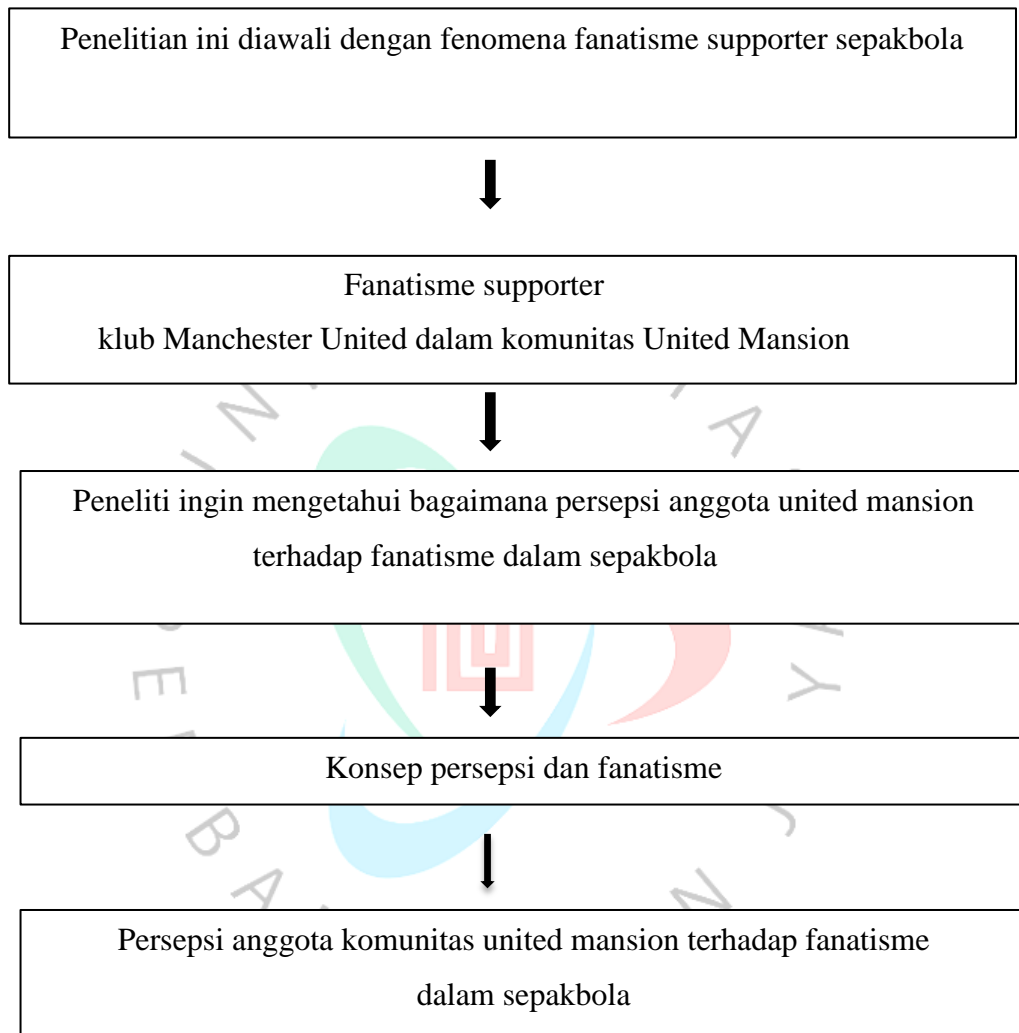 Penelitian ini diawali dengan fenomena fanatisme supporter sepakbola
Fanatisme supporter
klub Manchester United dalam komunitas United Mansion
Peneliti ingin mengetahui bagaimana persepsi anggota united mansion
terhadap fanatisme dalam sepakbola
Konsep persepsi dan fanatisme
Persepsi anggota komunitas united mansion terhadap fanatisme
dalam sepakbola